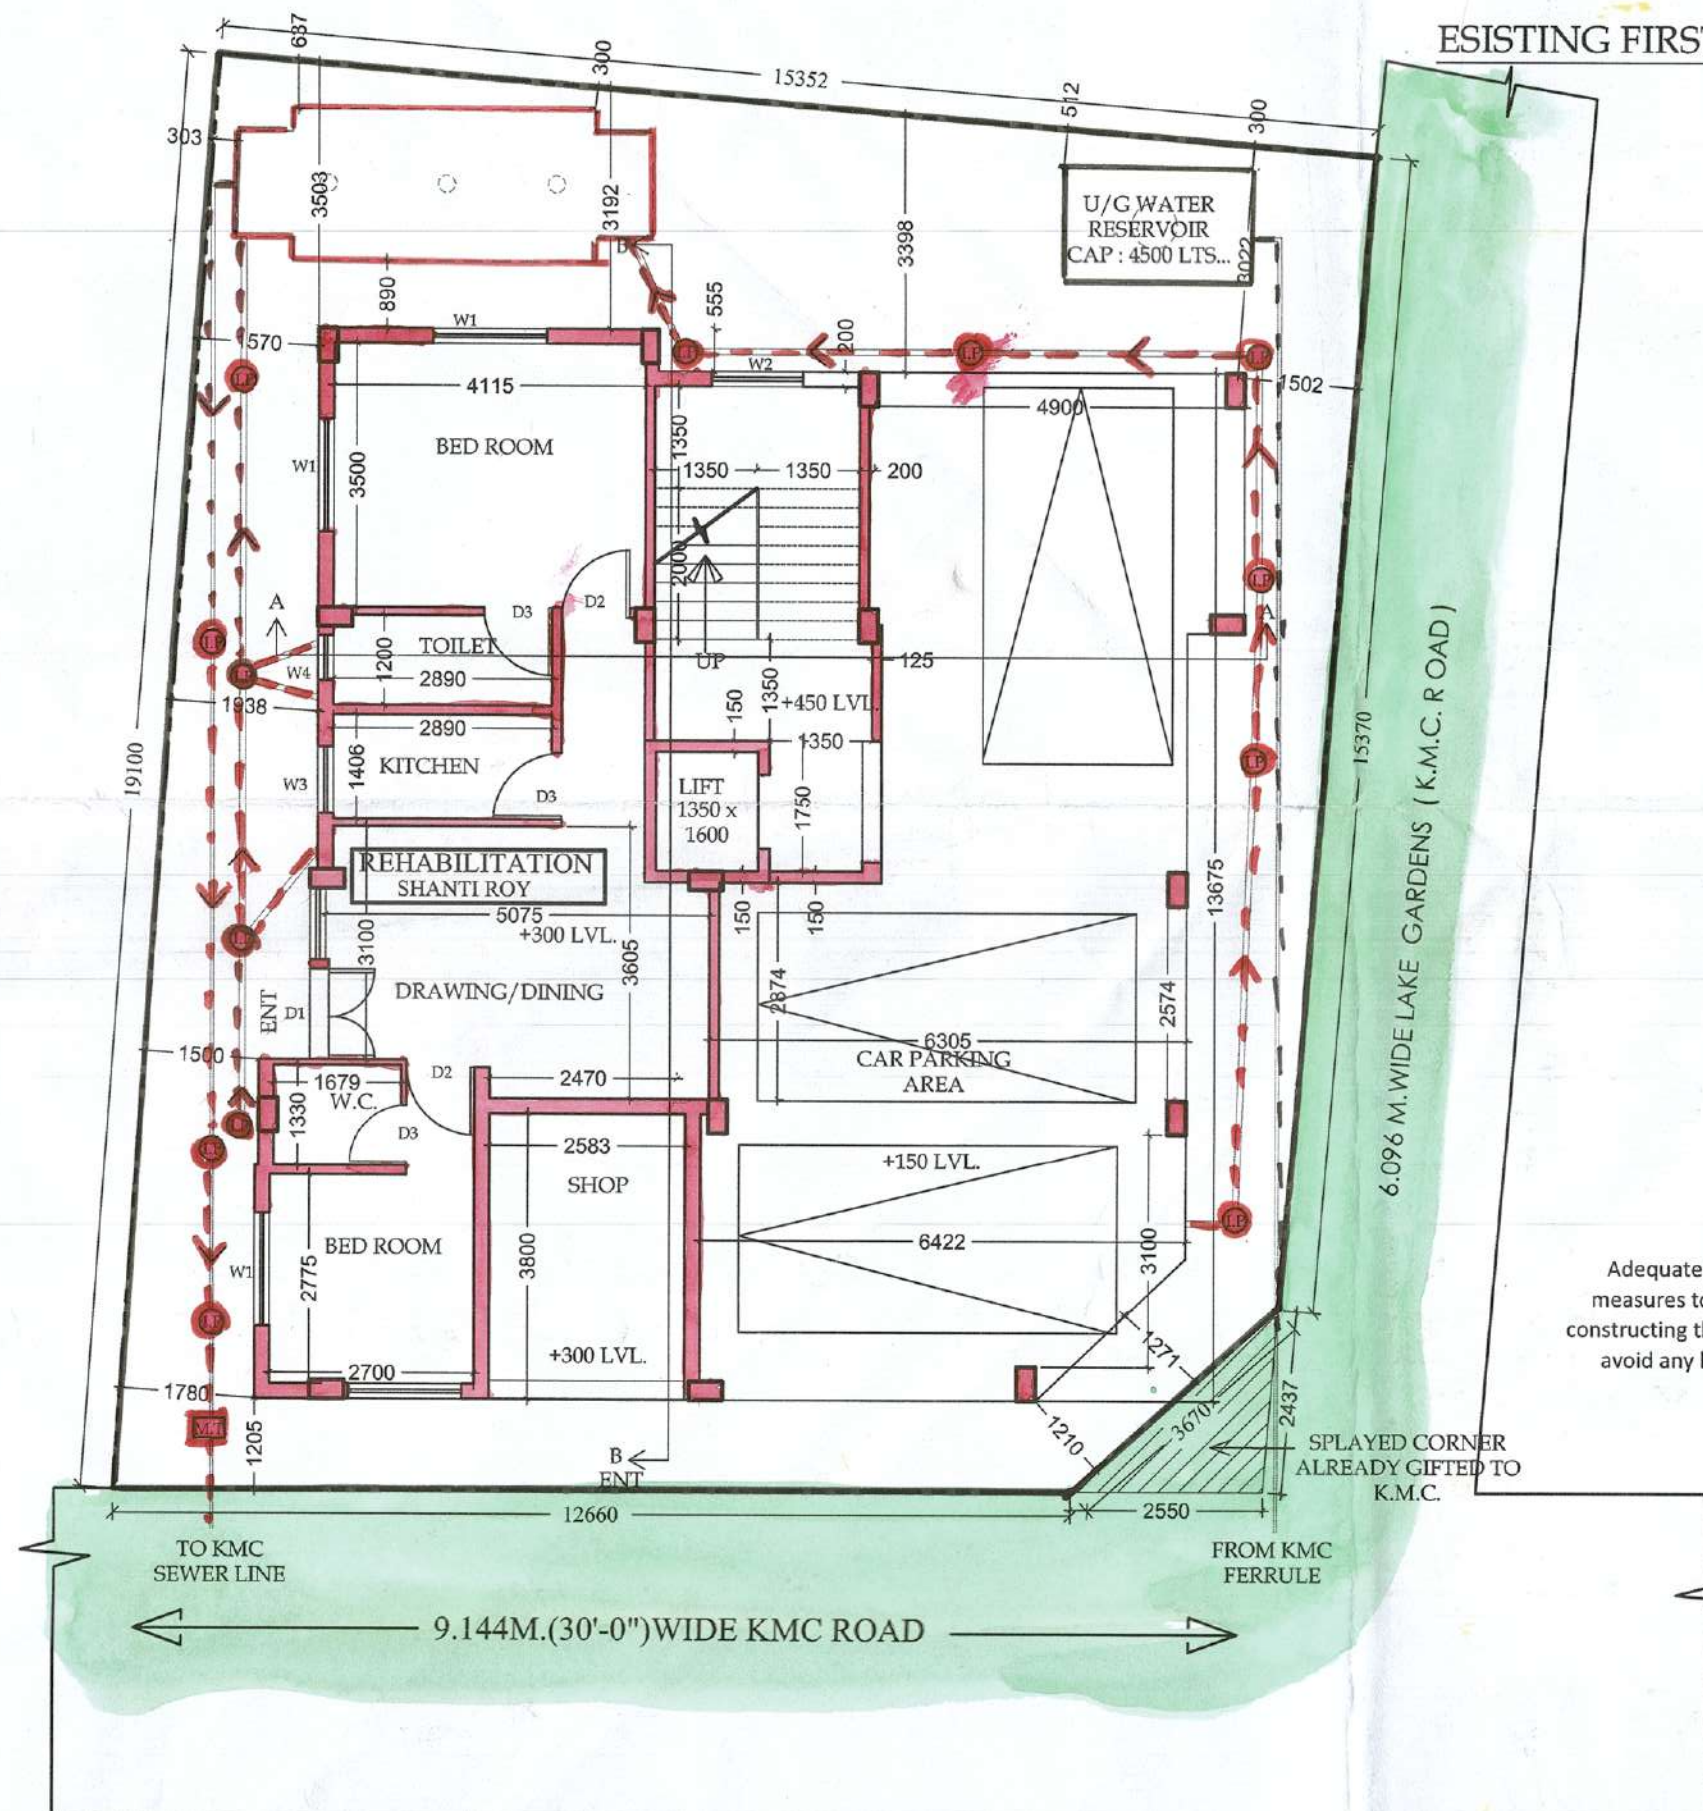 ESISTING FIRS
637
300
15352
512
300
303
3503
3192
3398
U/G WATER
RESERVOIR
CAP : 4500 LTS...
3022
B
890
555
200
W1
W2
570
I.P
I.P
I.P
I.P
4115
4900
1502
BED ROOM
1350
1350
1350
200
W1
3500
2000
I.P
A
D3
D2
A
I.P
TOILET
1200
W4
2890
UP
125
I.P
1938
150
1350
+450 LVL.
2890
1350
1406
KITCHEN
W3
D3
LIFT
1350 x
1600
1750
I.P
19100
15370
6.096 M.WIDE LAKE GARDENS ( K.M.C. ROAD )
REHABILITATION
SHANTI ROY
5075
+300 LVL.
3100
3605
150
150
13675
I.P
2874
2574
DRAWING/DINING
ENT
D1
6305
CAR PARKING
AREA
1500
1679
W.C.
D2
2470
1330
D3
I.P
I.P
2583
SHOP
+150 LVL.
I.P
BED ROOM
6422
3100
W1
2775
3800
Adequate
measures to
constructing th
avoid any
I.P
+300 LVL.
1271
2700
1780
M.T
1205
1210
3670
2437
B
ENT
SPLAYED CORNER
ALREADY GIFTED TO
K.M.C.
12660
2550
TO KMC
SEWER LINE
FROM KMC
FERRULE
9.144M.(30'-0")WIDE KMC ROAD